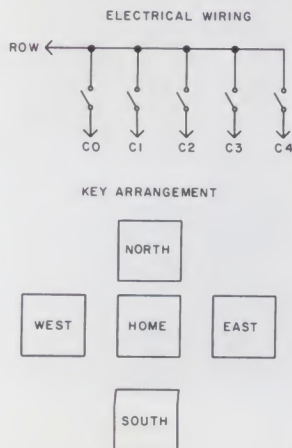 ELECTRICAL WIRING
ROW
C0 C1 C2 C3 C4
KEY ARRANGEMENT
NORTH
WEST HOME EAST
SOUTH